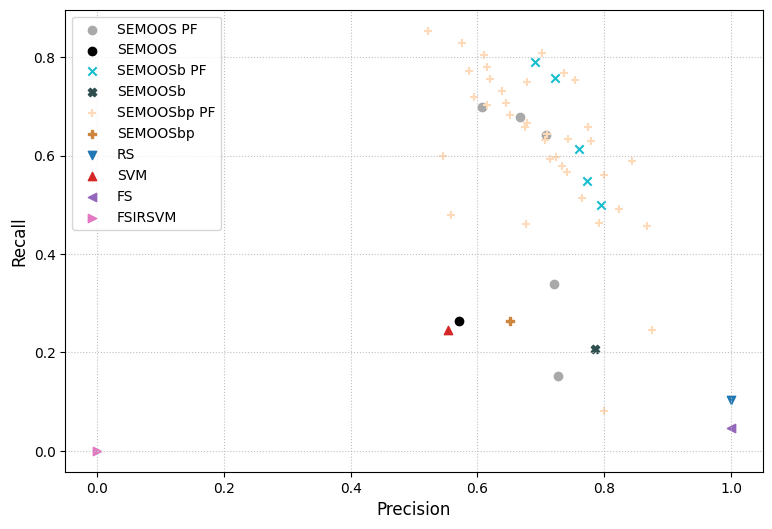 SEMOOS PF
SEMOOS
SEMOOSb PF
SEMOOSb
SEMOOSbp PF
SEMOOSbp
RS
SVM
FS
FSIRSVM
0.8
0.6
0.4
0.2
0.0
Recall
0.0 0.2 0.4 0.6 0.8 1.0
Precision